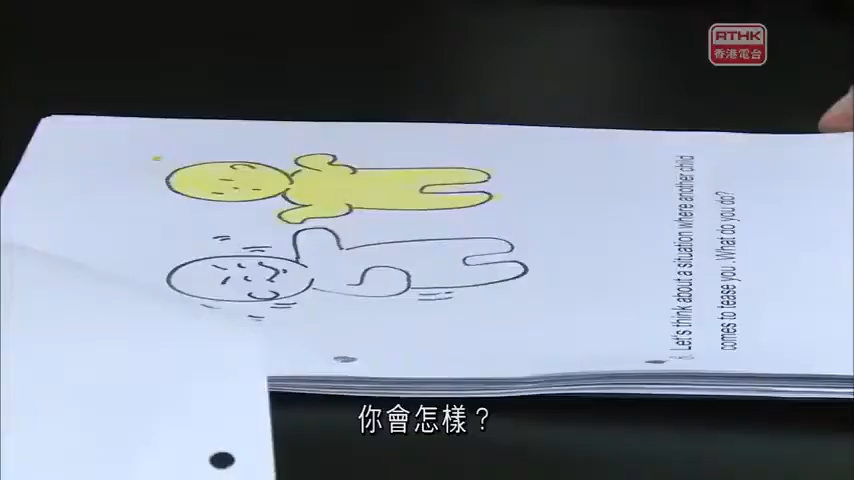 RTHK
香港電台
6. Let's think about a situation where another child
comes to tease you. What do you do?
你會怎樣？